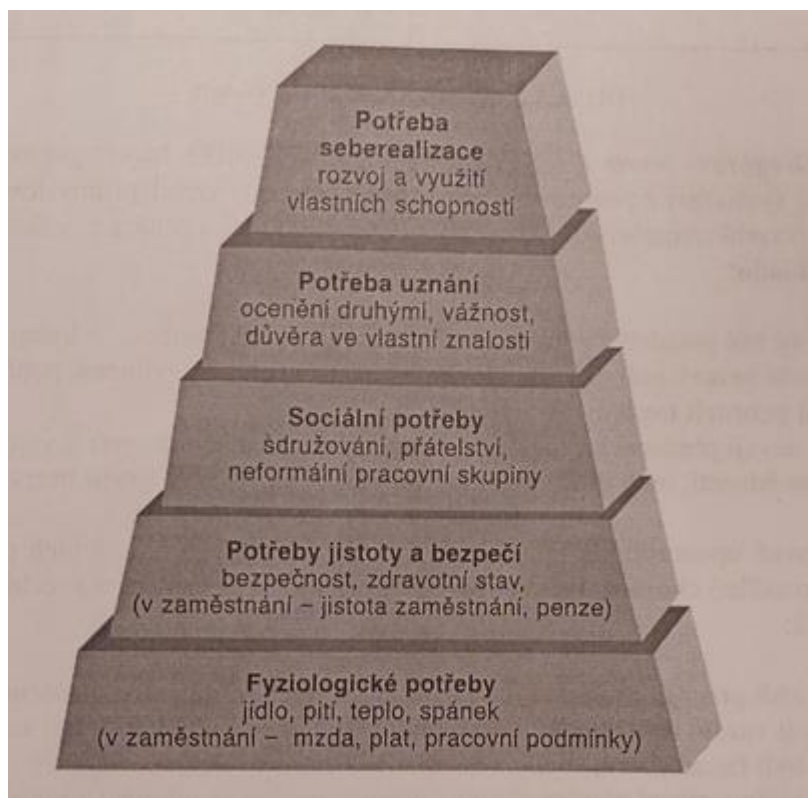 Potřeba
seberealizace
rozvoj a využití
vlastních schopností
Potřeba uznání
ocenění druhými, vážnost,
důvěra ve vlastní znalosti
Sociální potřeby
sdružování, přátelství,
neformální pracovní skupiny
Potřeby jistoty a bezpečí
bezpečnost, zdravotní stav,
(v zaměstnání – jistota zaměstnání, penze)
Fyziologické potřeby
jídlo, pití, teplo, spánek
(v zaměstnání – mzda, plat, pracovní podmínky)